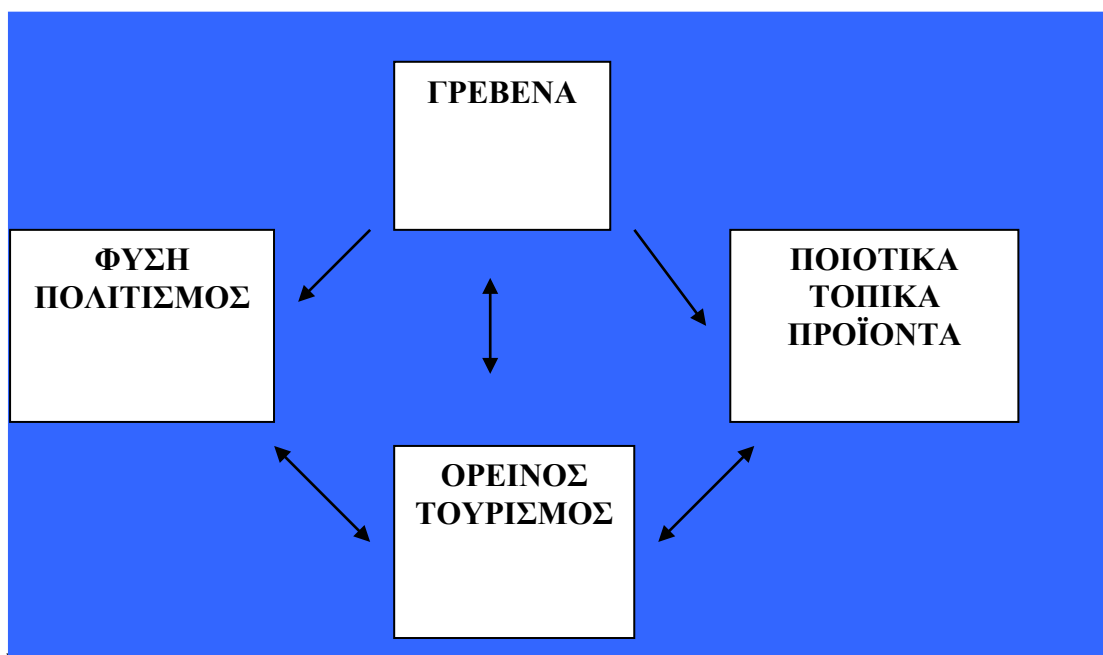 ΓΡΕΒΕΝΑ
ΦΥΣΗ
ΠΟΛΙΤΙΣΜΟΣ
ΠΟΙΟΤΙΚΑ
ΤΟΠΙΚΑ
ΠΡΟΪΟΝΤΑ
ΟΡΕΙΝΟΣ
ΤΟΥΡΙΣΜΟΣ